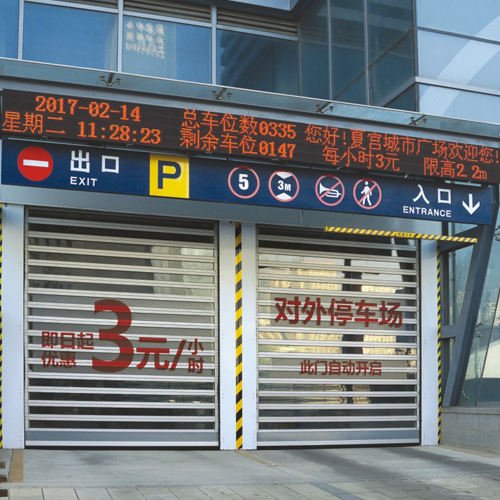 2017-02-14
星期二 11:28:23
总车位数0335
剩余车位0147
您好!夏宫城市广场欢迎您!
每小时3元 限高2.2m
出口
EXIT
P
5
3M
入口
ENTRANCE
即日起
优惠
3元/小时
对外停车场
此门自动开启